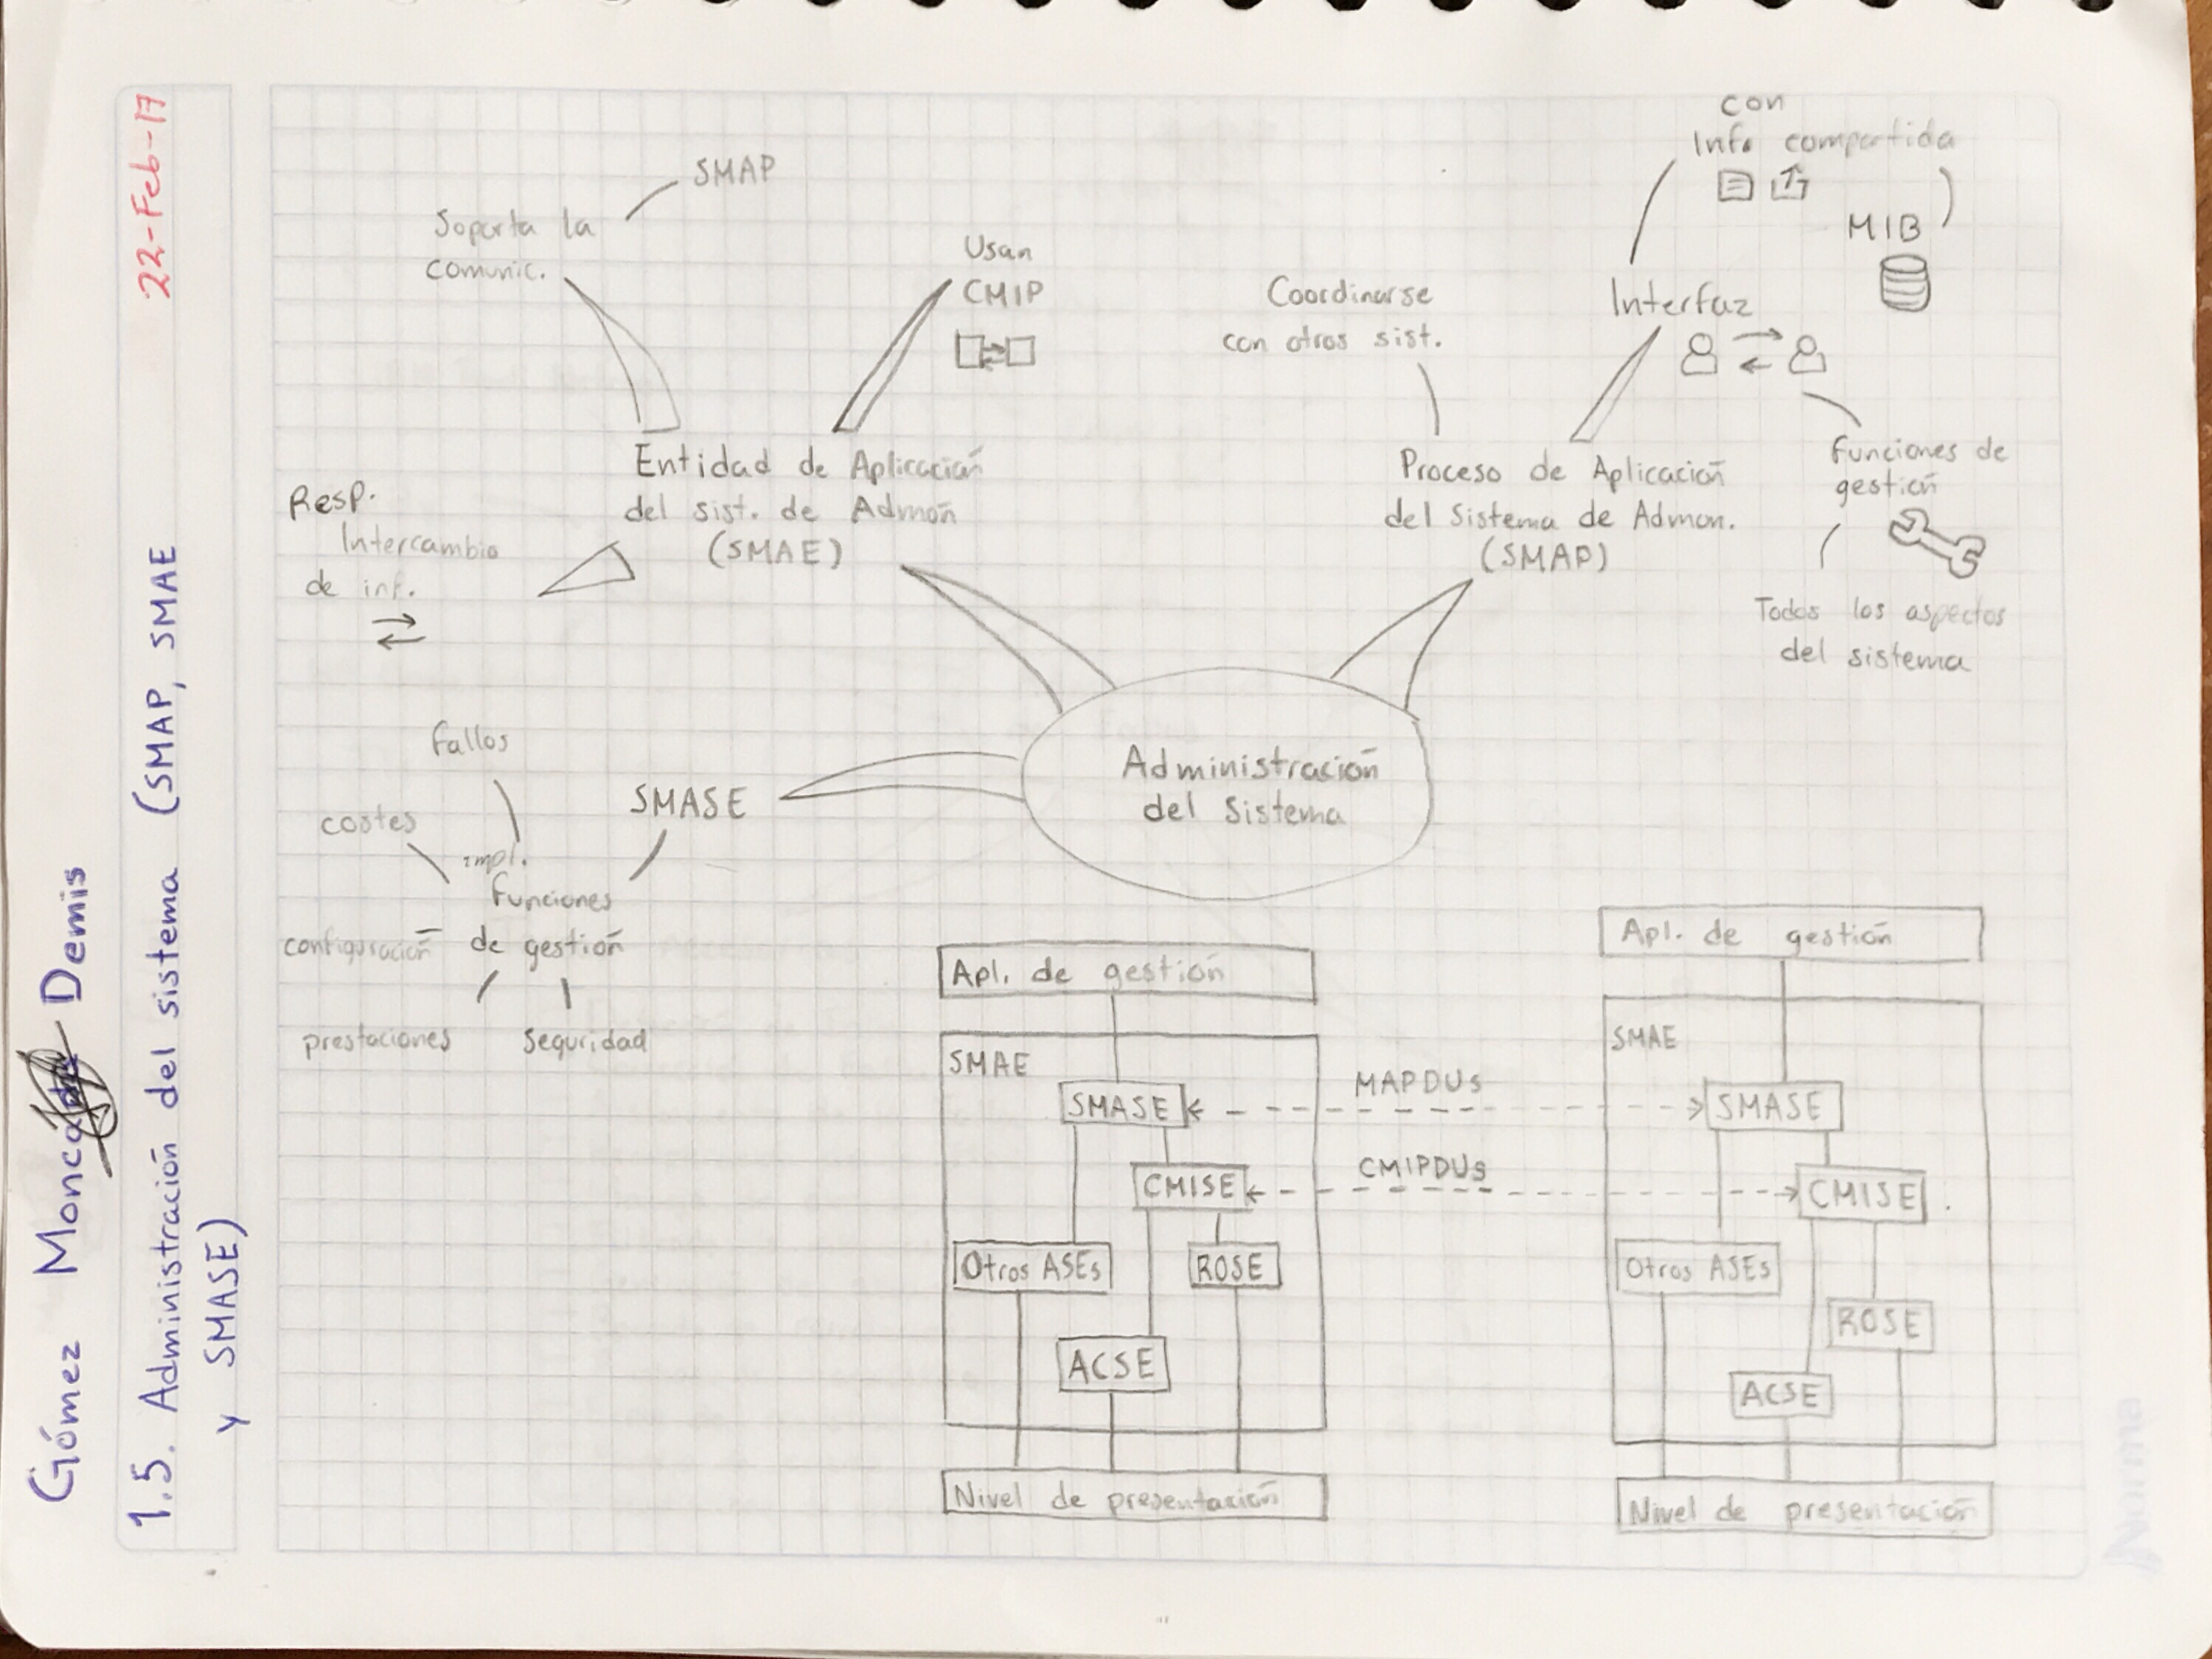 Gómez Moncada Demis
22-Feb-17
1.5. Administración del sistema (SMAP, SMAE
y SMASE)
SMAP
Soporta la
comunic.
Usan
CMIP
Entidad de Aplicación
del sist. de Admon
(SMAE)
Resp.
Intercambio
de inf.
con
Info compartida
MIB
Interfaz
Coordinarse
con otros sist.
Proceso de Aplicación
del Sistema de Admon.
(SMAP)
Funciones de
gestión
Todos los aspectos
del sistema
Administración
del Sistema
SMASE
Fallos
costes
impl.
Funciones
de gestión
configuración
prestaciones
Seguridad
Apl. de gestión
SMAE
SMASE
CMISE
Otros ASEs
ROSE
ACSE
Nivel de presentación
MAPDUs
CMIPDUs
Apl. de gestión
SMAE
SMASE
CMISE
Otros ASEs
ROSE
ACSE
Nivel de presentación
Norma